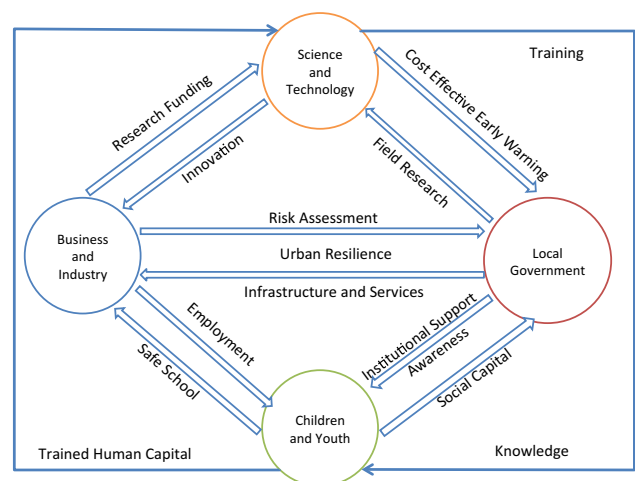 Science
and
Technology
Training
Cost Effective Early Warning
Research Funding
Innovation
Field Research
Risk Assessment
Business
and
Industry
Urban Resilience
Local
Government
Infrastructure and Services
Employment
Safe School
Institutional Support
Awareness
Social Capital
Children
and Youth
Trained Human Capital
Knowledge